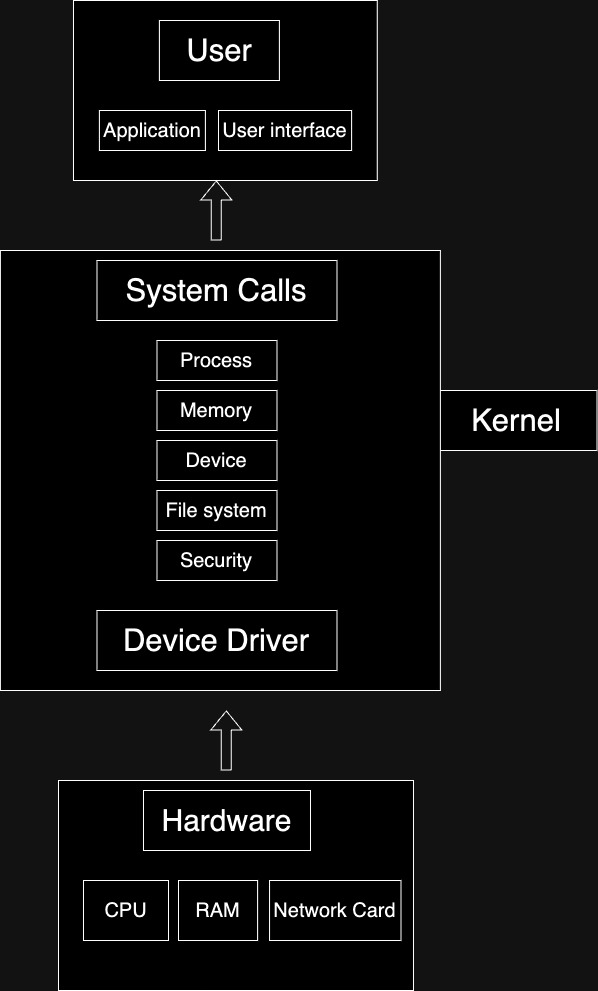 User
Application
User interface
System Calls
Process
Memory
Device
File system
Security
Kernel
Device Driver
Hardware
CPU
RAM
Network Card